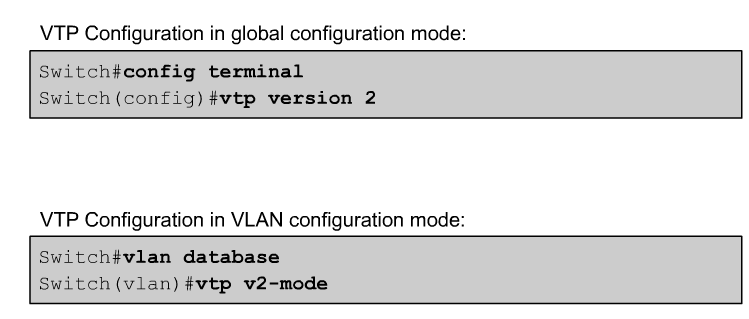 VTP Configuration in global configuration mode:
Switch#config terminal
Switch(config)#vtp version 2
VTP Configuration in VLAN configuration mode:
Switch#vlan database
Switch(vlan)#vtp v2-mode